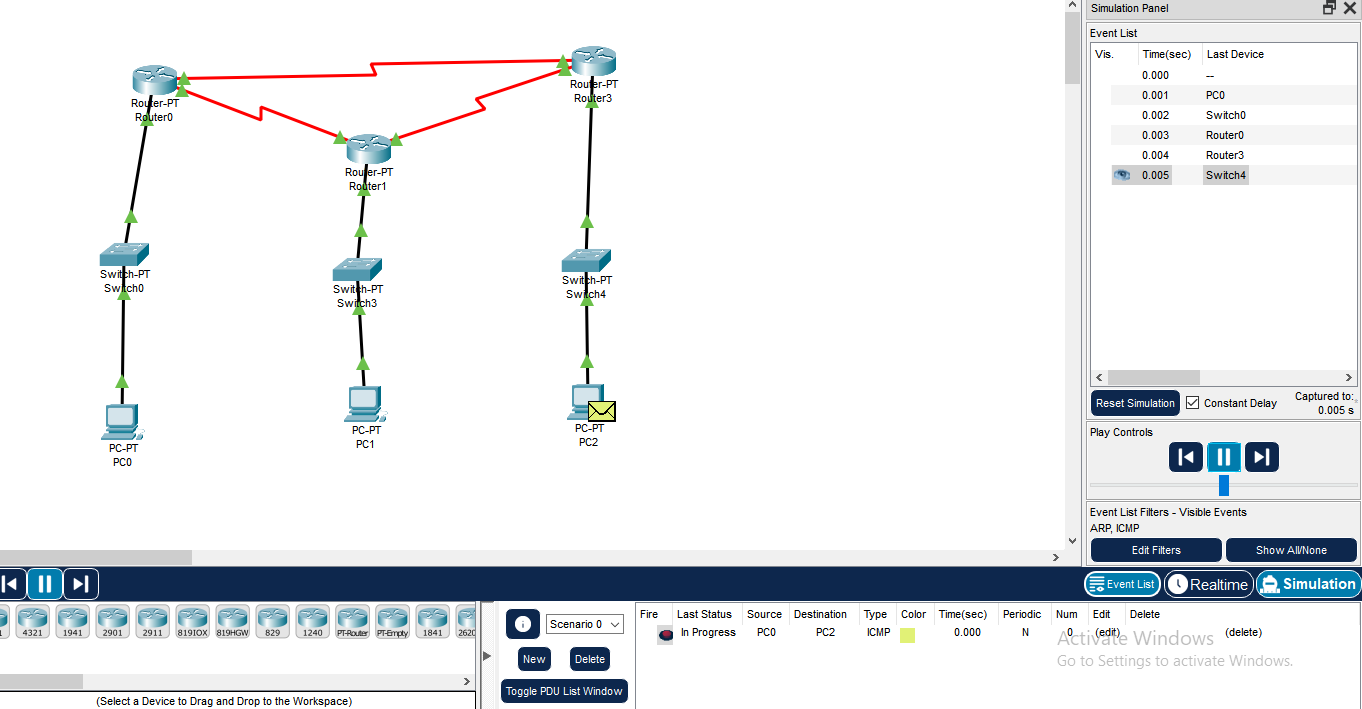 Simulation Panel
Event List
Vis. Time(sec) Last Device
0.000 --
0.001 PC0
0.002 Switch0
0.003 Router0
0.004 Router3
0.005 Switch4
Reset Simulation Constant Delay Captured to:
0.005 s
Play Controls
Event List Filters - Visible Events
ARP, ICMP
Edit Filters Show All/None
Router-PT
Router0
Router-PT
Router3
Router-PT
Router1
Switch-PT
Switch0
Switch-PT
Switch3
Switch-PT
Switch4
PC-PT
PC0
PC-PT
PC1
PC-PT
PC2
Event List Realtime Simulation
4321 1941 2901 2911 819IOX 819HGW 829 1240 PT-Router PT-Empty 1841 2620
(Select a Device to Drag and Drop to the Workspace)
Scenario 0
New Delete
Toggle PDU List Window
Fire Last Status Source Destination Type Color Time(sec) Periodic Num Edit Delete
In Progress PC0 PC2 ICMP 0.000 N 0 (edit) (delete)
Activate Windows
Go to Settings to activate Windows.